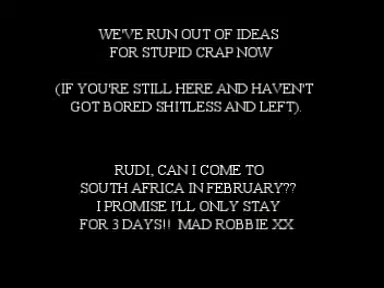 WE'VE RUN OUT OF IDEAS
FOR STUPID CRAP NOW
(IF YOU'RE STILL HERE AND HAVEN'T
GOT BORED SHITLESS AND LEFT).
RUDI, CAN I COME TO
SOUTH AFRICA IN FEBRUARY??
I PROMISE I'LL ONLY STAY
FOR 3 DAYS!! MAD ROBBIE XX